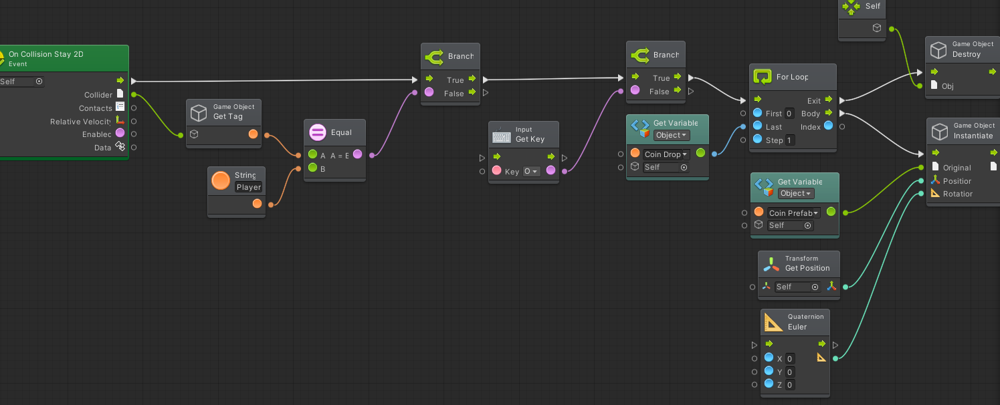 Self
On Collision Stay 2D
Event
Self
Collider
Contacts
Relative Velocity
Enablec
Data
Game Object
Get Tag
String
Player
Equal
A A = E
B
Branch
True
False
Input
Get Key
Key O
Branch
True
False
Get Variable
Object
Coin Drop
Self
For Loop
Exit
First 0 Body
Last Index
Step 1
Get Variable
Object
Coin Prefab
Self
Transform
Get Position
Self
Quaternion
Euler
X 0
Y 0
Z 0
Game Object
Destroy
Obj
Game Object
Instantiate
Original
Positior
Rotatior